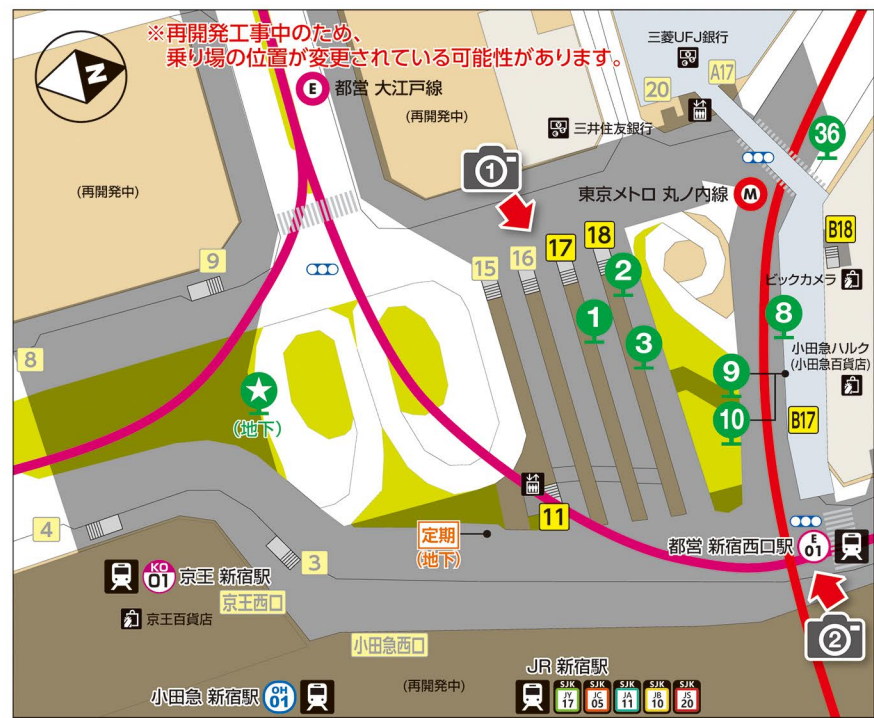 ※再開発工事中のため、
乗り場の位置が変更されている可能性があります。
N
三菱UFJ銀行
A17
20
E 都営 大江戸線
(再開発中)
三井住友銀行
36
(再開発中)
1
東京メトロ 丸ノ内線 M
B18
9
15
16
17
18
2
ビックカメラ
1
8
3
小田急ハルク
(小田急百貨店)
8
9
(地下)
10
B17
4
11
定期
(地下)
都営 新宿西口駅 E 01
3
KO 01 京王 新宿駅
京王西口
京王百貨店
小田急西口
2
JR 新宿駅
小田急 新宿駅 OH 01
(再開発中)
SJK JY 17
SJK JC 05
SJK JA 11
SJK JB 10
SJK JS 20